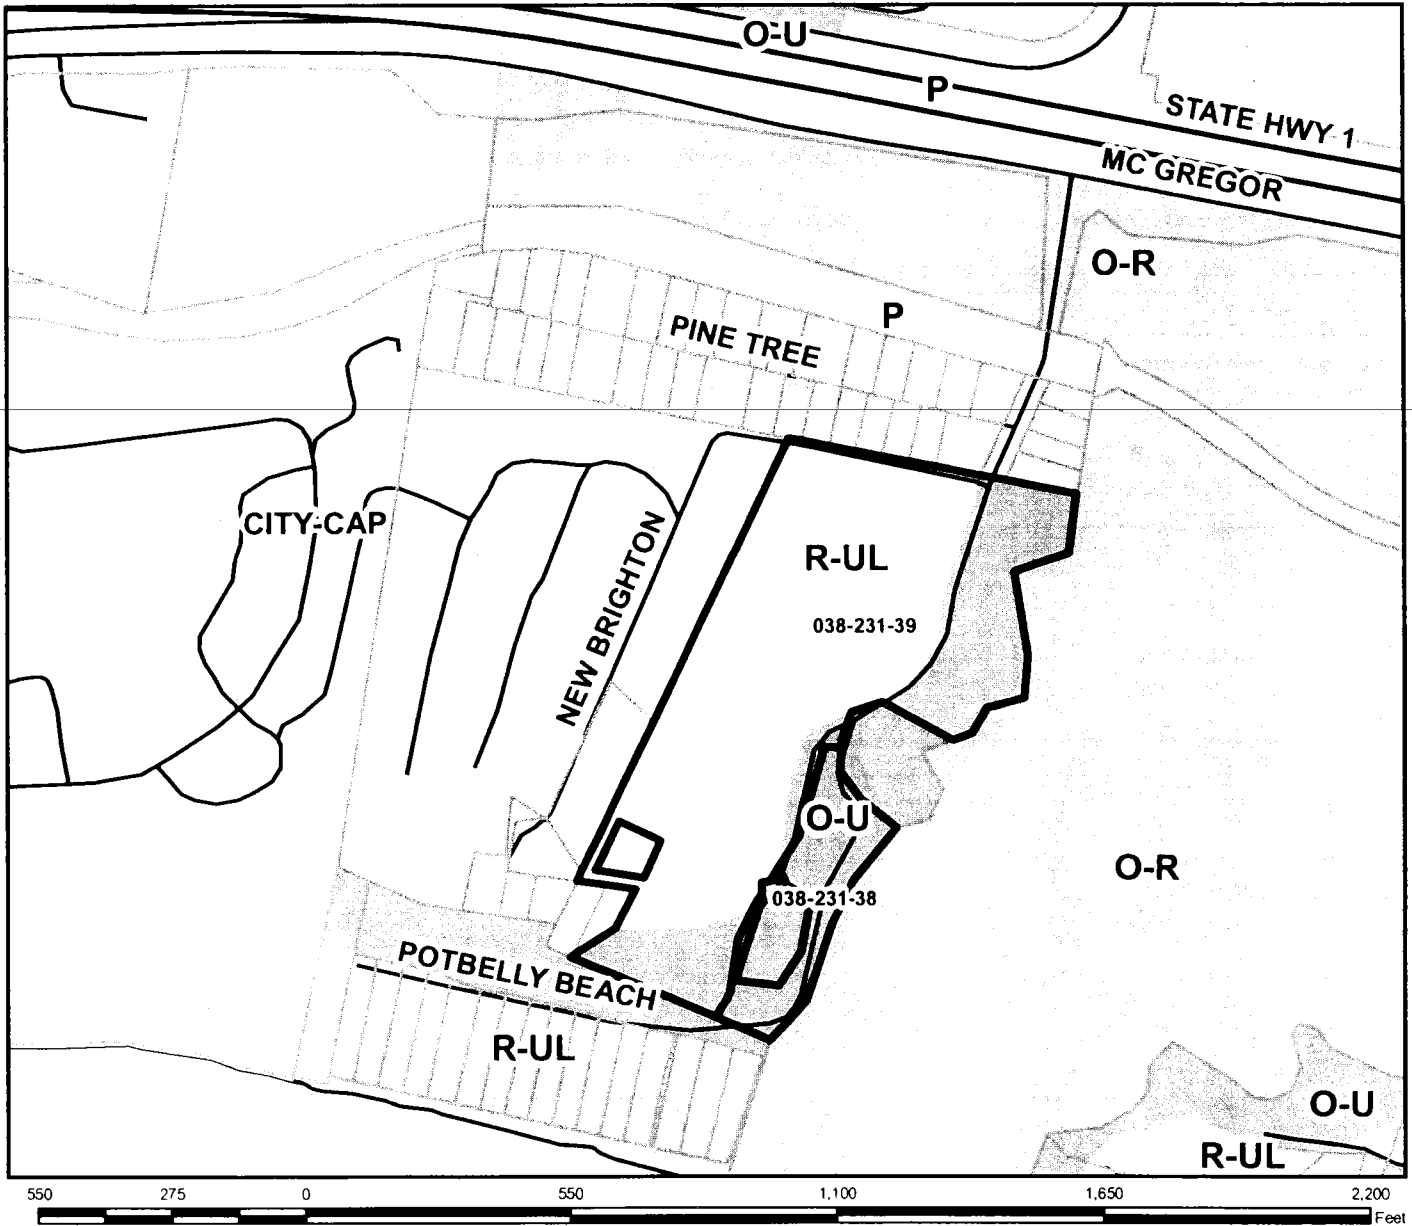 O-U
P
STATE HWY 1
MC GREGOR
O-R
P
PINE TREE
CITY-CAP
NEW BRIGHTON
R-UL
038-231-39
O-U
038-231-38
O-R
POTBELLY BEACH
R-UL
O-U
R-UL
550 275 0 550 1,100 1,650 2,200
Feet